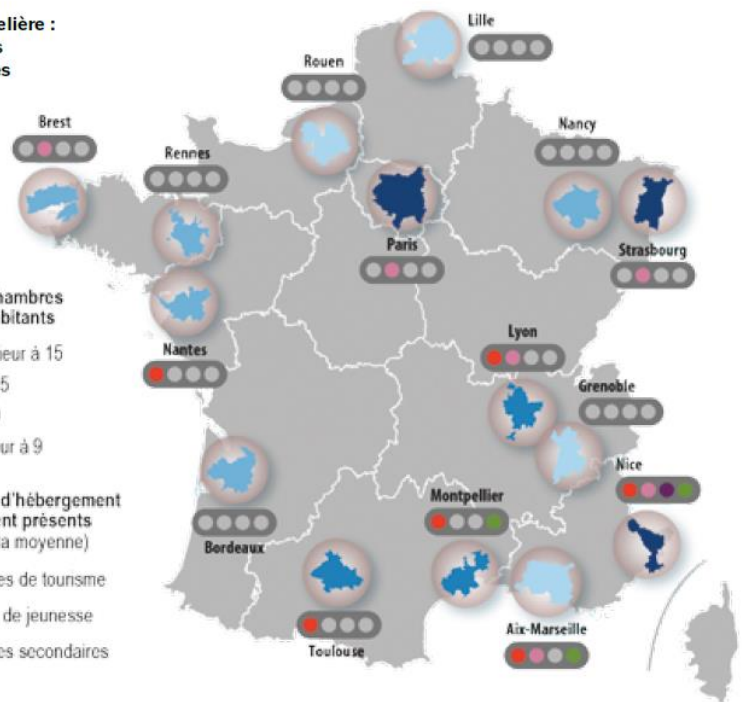 elière :
s
es
Lille
Rouen
Brest
Nancy
Rennes
Paris
Strasbourg
hambres
bitants
Lyon
Nantes
eur à 15
Grenoble
5
ur à 9
Nice
d'hébergement
Montpellier
nt présents
a moyenne)
Bordeaux
es de tourisme
de jeunesse
Aix-Marseille
Toulouse
es secondaires